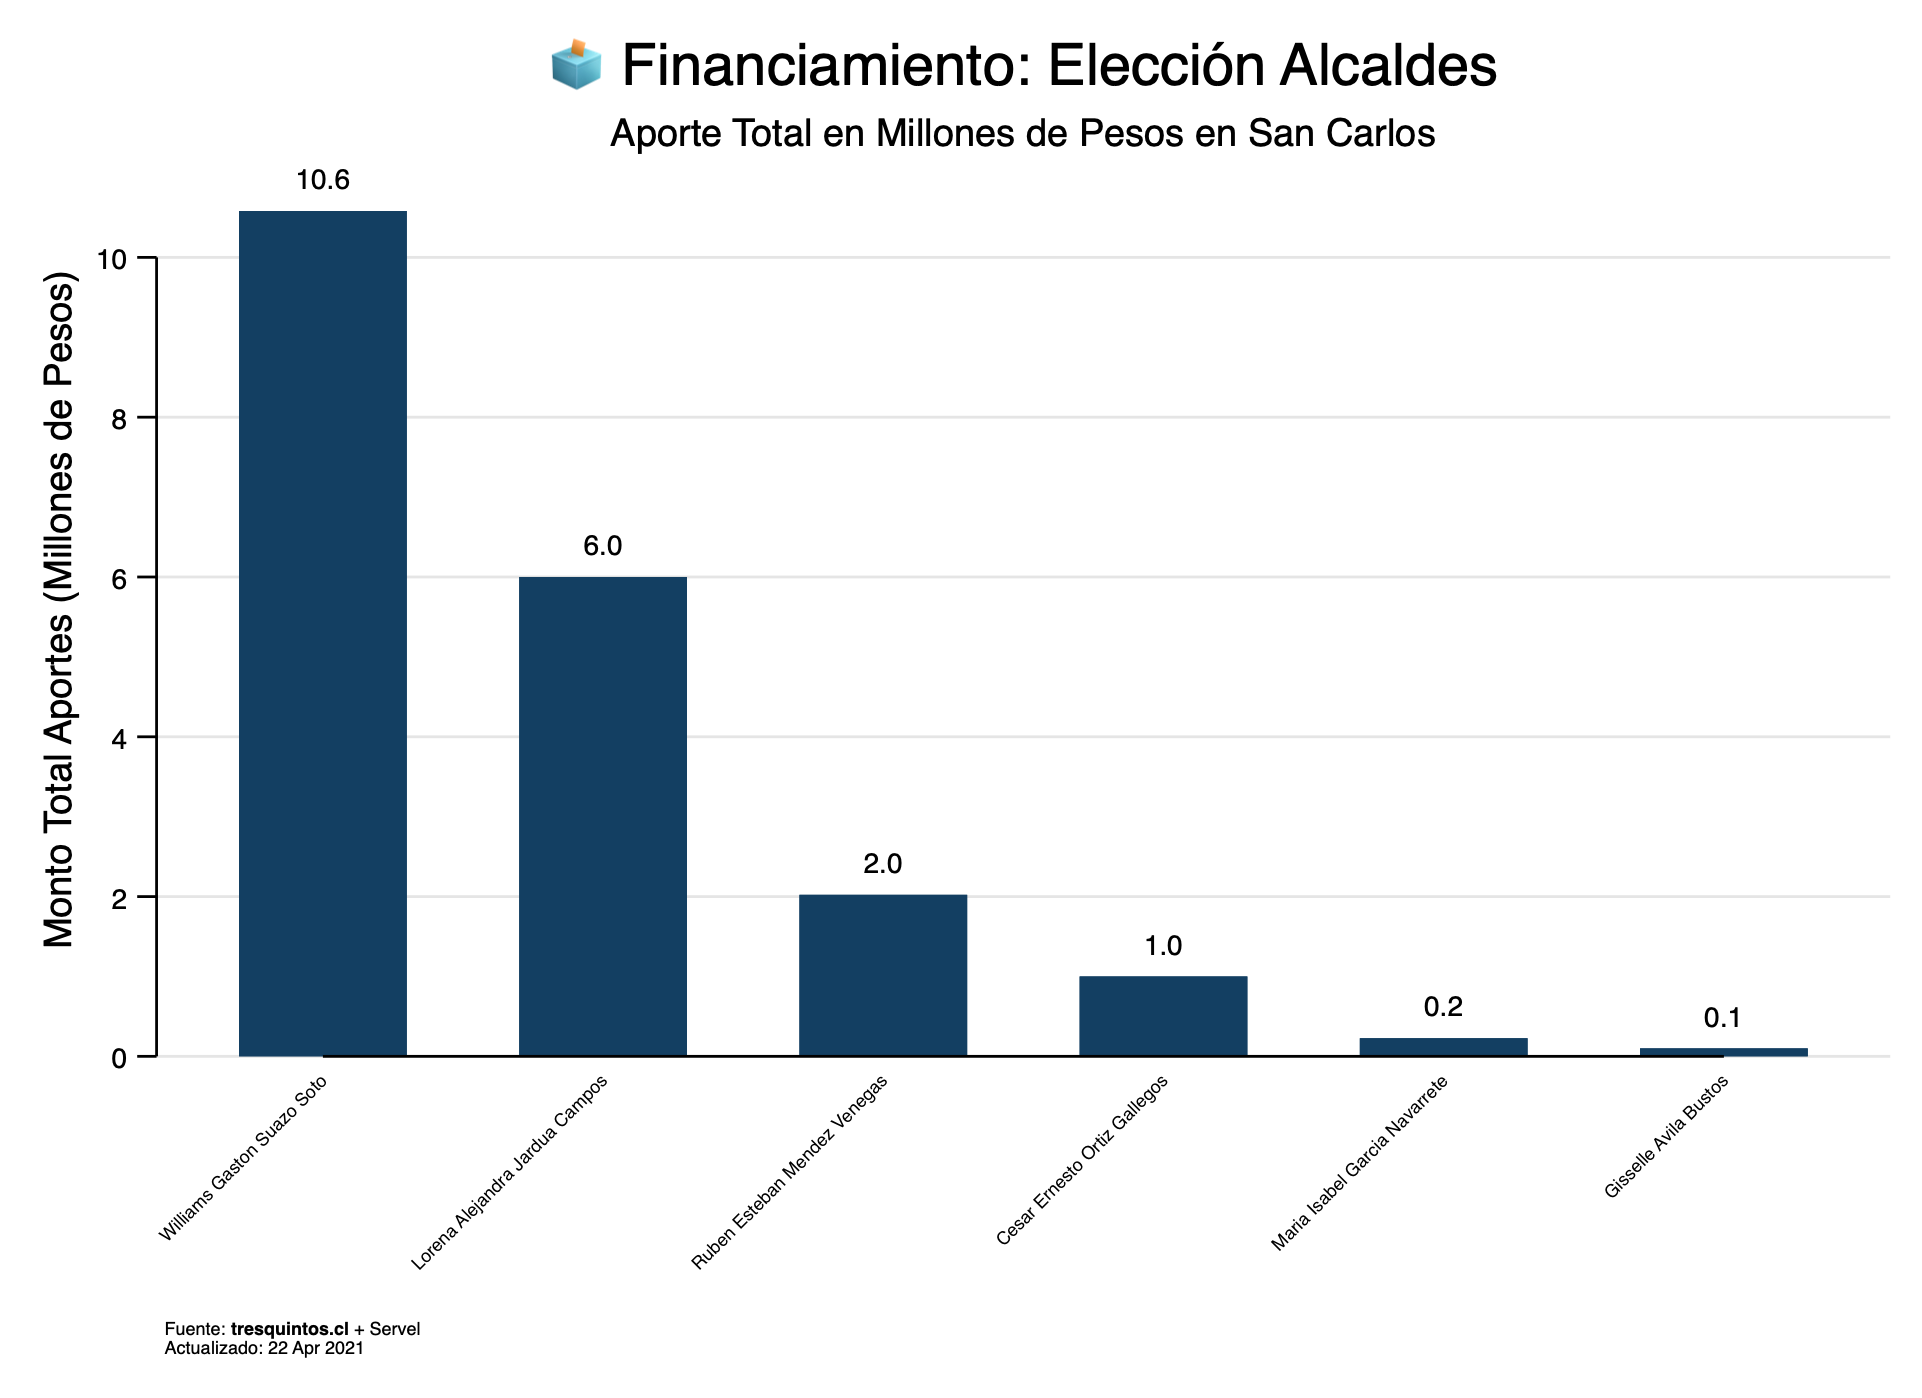 Financiamiento: Elección Alcaldes
Aporte Total en Millones de Pesos en San Carlos
Monto Total Aportes (Millones de Pesos)
10
8
6
4
2
0
10.6
6.0
2.0
1.0
0.2
0.1
Williams Gaston Suazo Soto
Lorena Alejandra Jardua Campos
Ruben Esteban Mendez Venegas
Cesar Ernesto Ortiz Gallegos
Maria Isabel Garcia Navarrete
Gisselle Avila Bustos
Fuente: tresquintos.cl + Servel
Actualizado: 22 Apr 2021